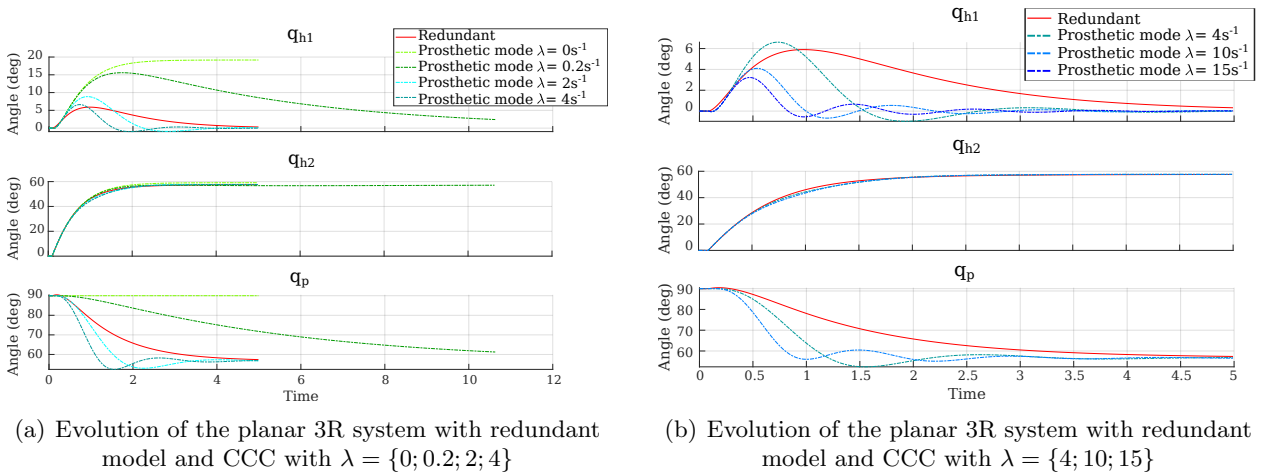 q_h1
Redundant
Prosthetic mode λ= 0s⁻¹
Prosthetic mode λ= 0.2s⁻¹
Prosthetic mode λ= 2s⁻¹
Prosthetic mode λ= 4s⁻¹
Angle (deg)
20
15
10
5
0
q_h2
Angle (deg)
60
40
20
0
q_p
Angle (deg)
90
80
70
60
0 2 4 6 8 10 12
Time
(a) Evolution of the planar 3R system with redundant
model and CCC with λ = {0; 0.2; 2; 4}
q_h1
Redundant
Prosthetic mode λ= 4s⁻¹
Prosthetic mode λ= 10s⁻¹
Prosthetic mode λ= 15s⁻¹
Angle (deg)
6
4
2
0
q_h2
Angle (deg)
60
40
20
0
q_p
Angle (deg)
90
80
70
60
0 0.5 1 1.5 2 2.5 3 3.5 4 4.5 5
Time
(b) Evolution of the planar 3R system with redundant
model and CCC with λ = {4; 10; 15}